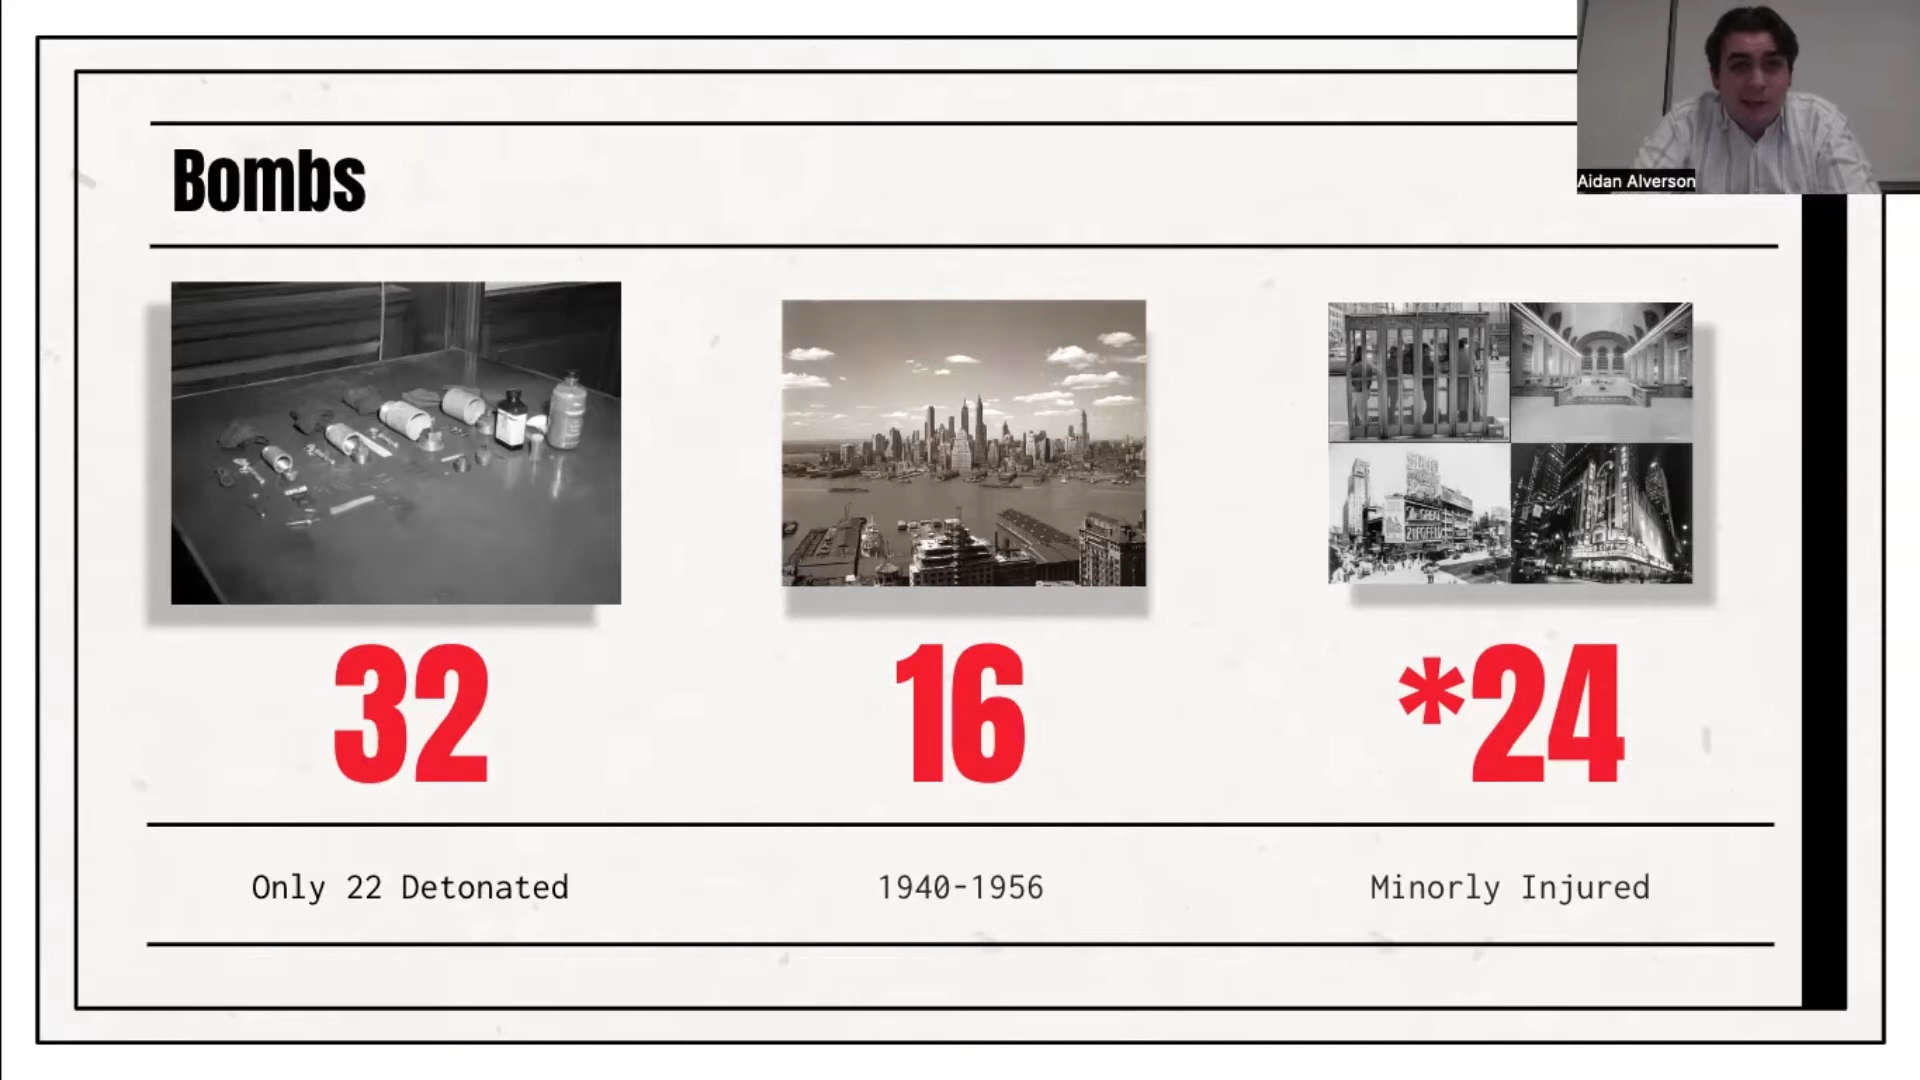 Aidan Alverson
Bombs
32
16
*24
Only 22 Detonated
1940-1956
Minorly Injured